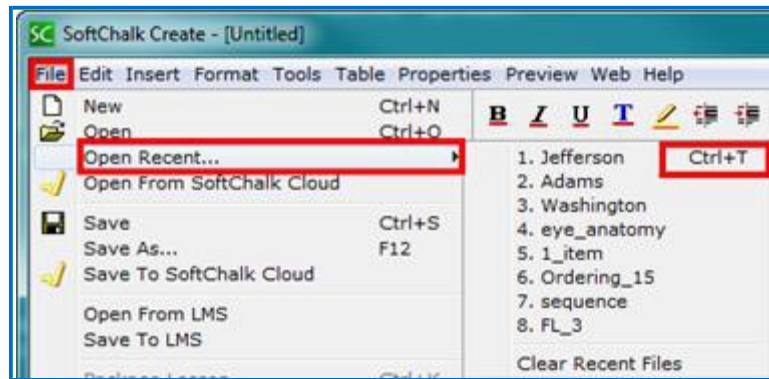 SC SoftChalk Create - [Untitled]
File Edit Insert Format Tools Table Properties Preview Web Help
New Ctrl+N
B I U T
Open Ctrl+O
Open Recent...
1. Jefferson Ctrl+T
Open From SoftChalk Cloud
2. Adams
3. Washington
Save Ctrl+S
4. eye_anatomy
Save As... F12
5. 1_item
Save To SoftChalk Cloud
6. Ordering_15
7. sequence
Open From LMS
8. FL_3
Save To LMS
Clear Recent Files